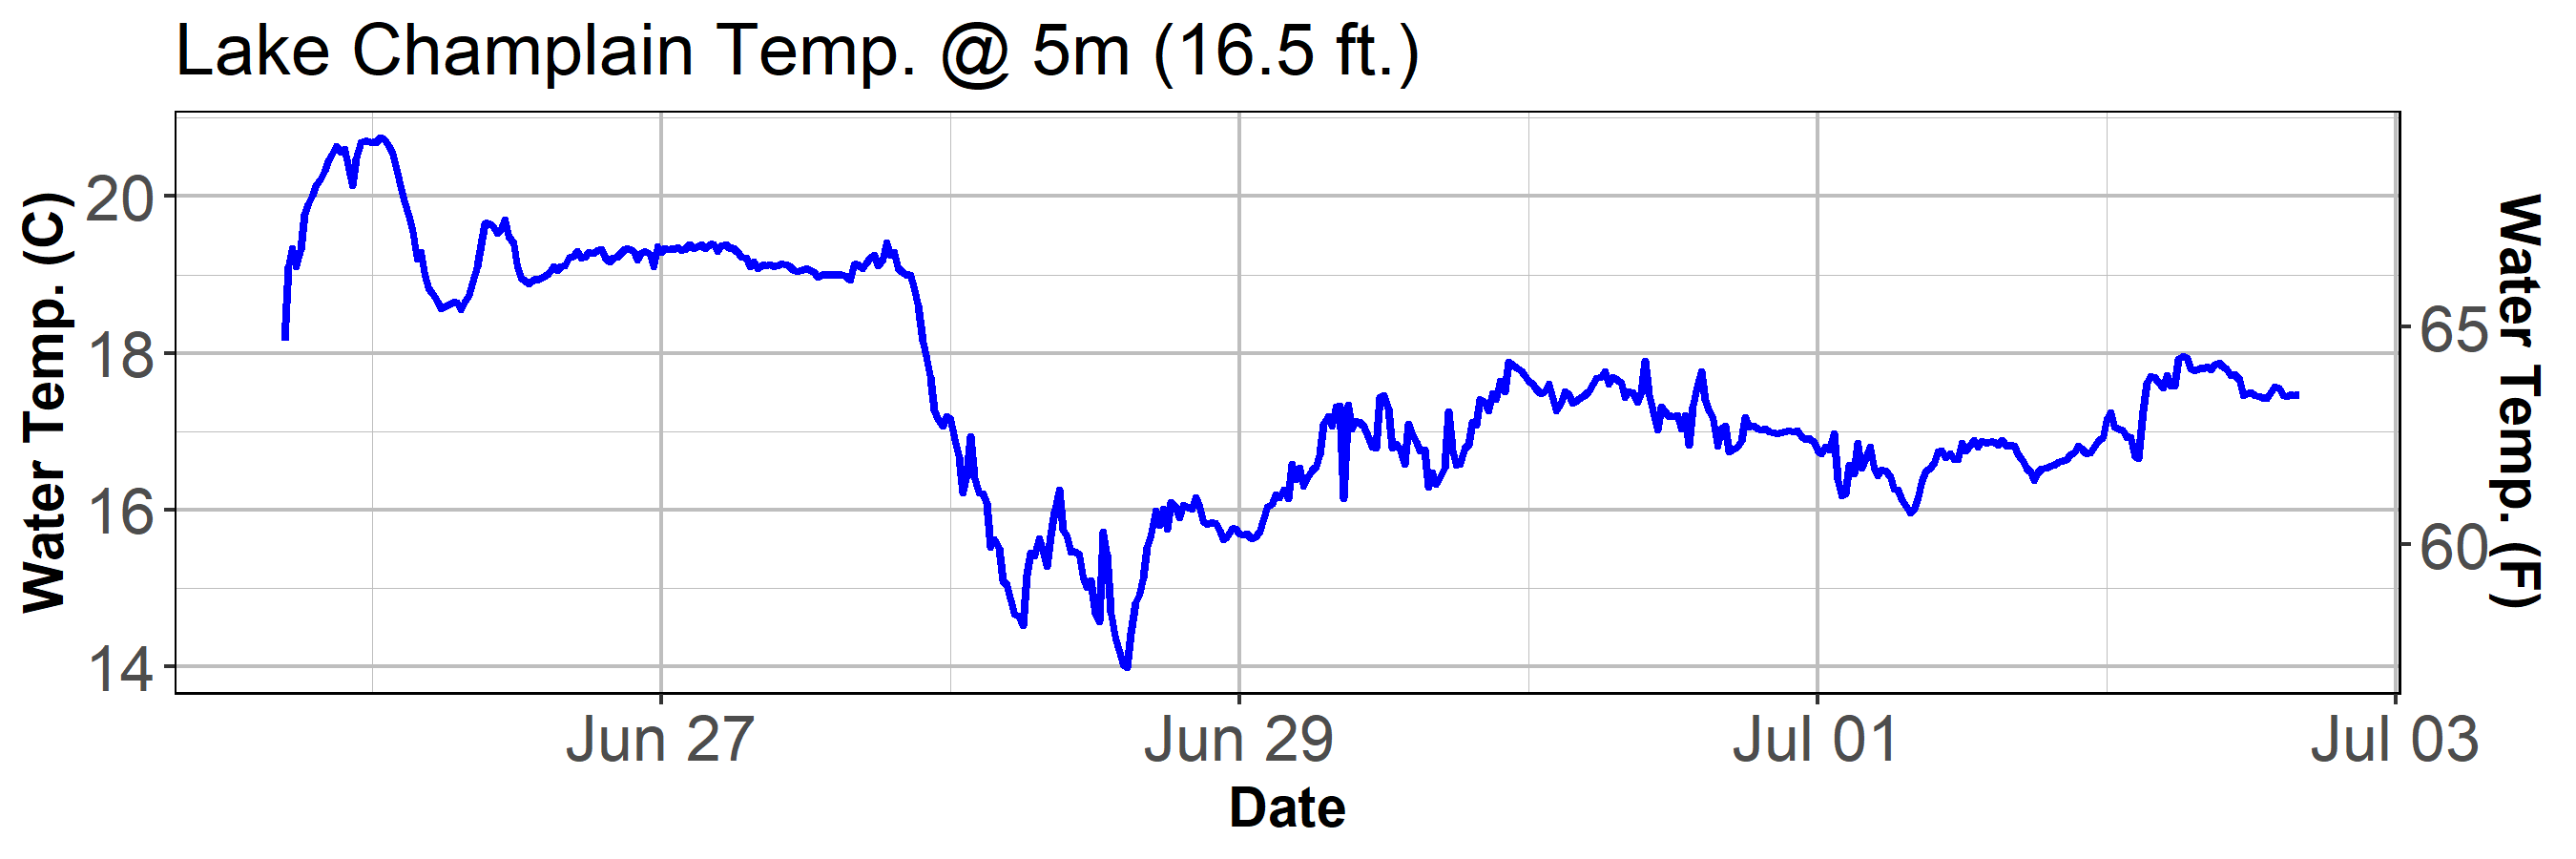 Lake Champlain Temp. @ 5m (16.5 ft.)
Water Temp. (C)
20
18
16
14
65
60
Water Temp. (F)
Jun 27 Jun 29 Jul 01 Jul 03
Date